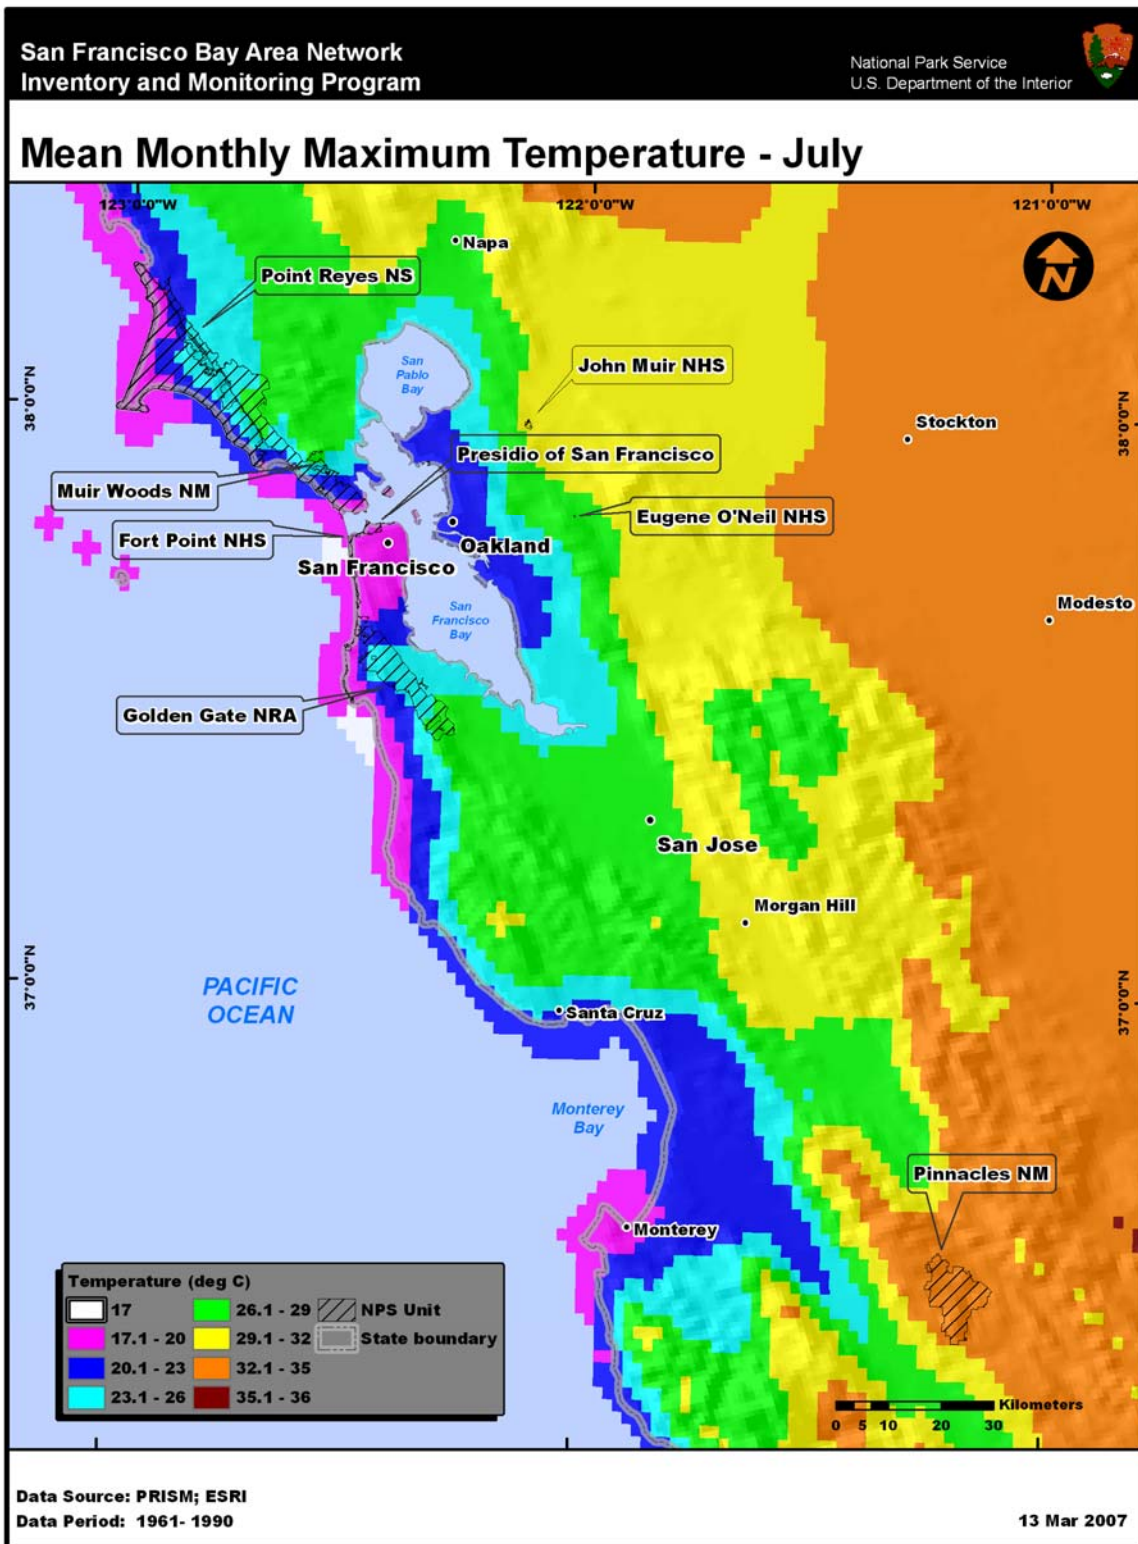 San Francisco Bay Area Network
Inventory and Monitoring Program
National Park Service
U.S. Department of the Interior
Mean Monthly Maximum Temperature - July
123°0'0"W
122°0'0"W
121°0'0"W
Napa
N
Point Reyes NS
San
Pablo
Bay
John Muir NHS
38°0'0"N
38°0'0"N
Stockton
Presidio of San Francisco
Muir Woods NM
Eugene O'Neil NHS
Fort Point NHS
Oakland
San Francisco
San
Francisco
Bay
Modesto
Golden Gate NRA
San Jose
Morgan Hill
PACIFIC
OCEAN
37°0'0"N
37°0'0"N
Santa Cruz
Monterey
Bay
Pinnacles NM
Monterey
Temperature (deg C)
17
26.1 - 29
NPS Unit
17.1 - 20
29.1 - 32
State boundary
20.1 - 23
32.1 - 35
23.1 - 26
35.1 - 36
Kilometers
0 5 10 20 30
Data Source: PRISM; ESRI
Data Period: 1961- 1990
13 Mar 2007